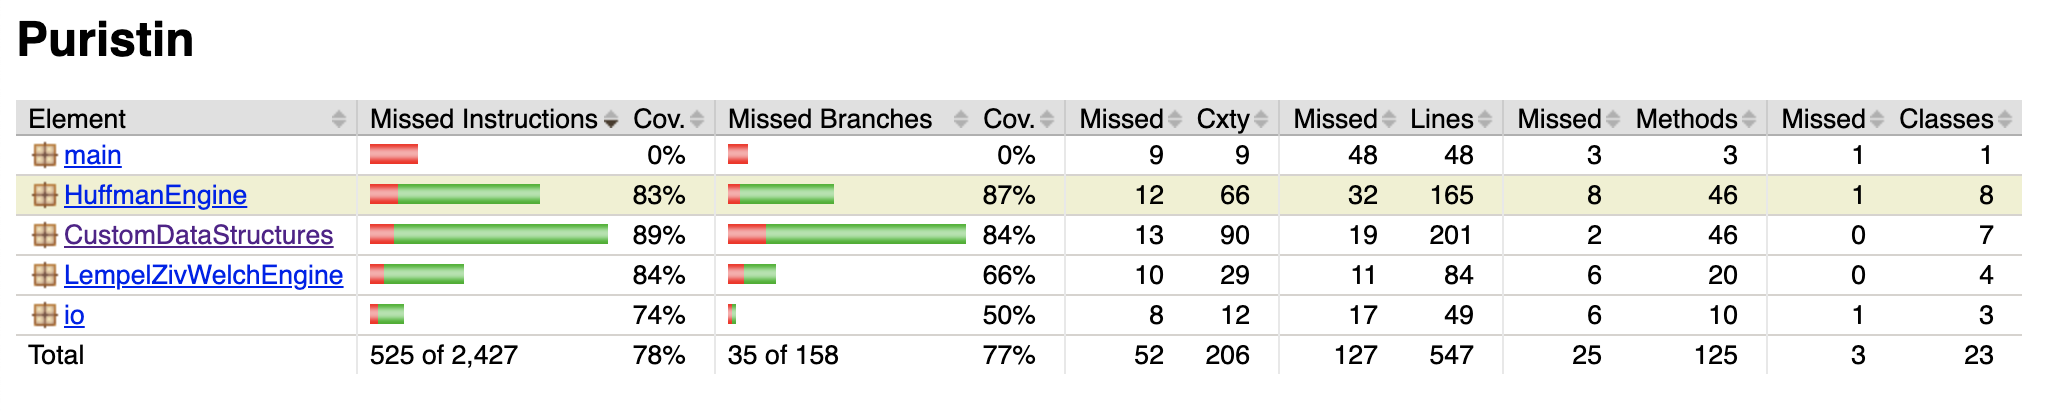 Puristin
Element Missed Instructions Cov. Missed Branches Cov. Missed Cxty Missed Lines Missed Methods Missed Classes
main 0% 0% 9 9 48 48 3 3 1 1
HuffmanEngine 83% 87% 12 66 32 165 8 46 1 8
CustomDataStructures 89% 84% 13 90 19 201 2 46 0 7
LempelZivWelchEngine 84% 66% 10 29 11 84 6 20 0 4
io 74% 50% 8 12 17 49 6 10 1 3
Total 525 of 2,427 78% 35 of 158 77% 52 206 127 547 25 125 3 23